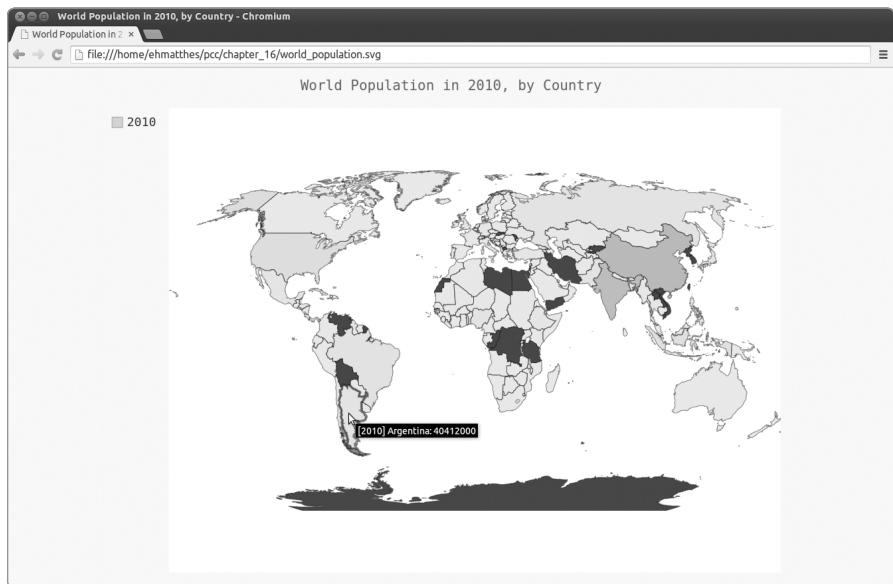 World Population in 2010, by Country - Chromium
World Population in 2
file:///home/ehmatthes/pcc/chapter_16/world_population.svg
World Population in 2010, by Country
2010
[2010] Argentina: 40412000